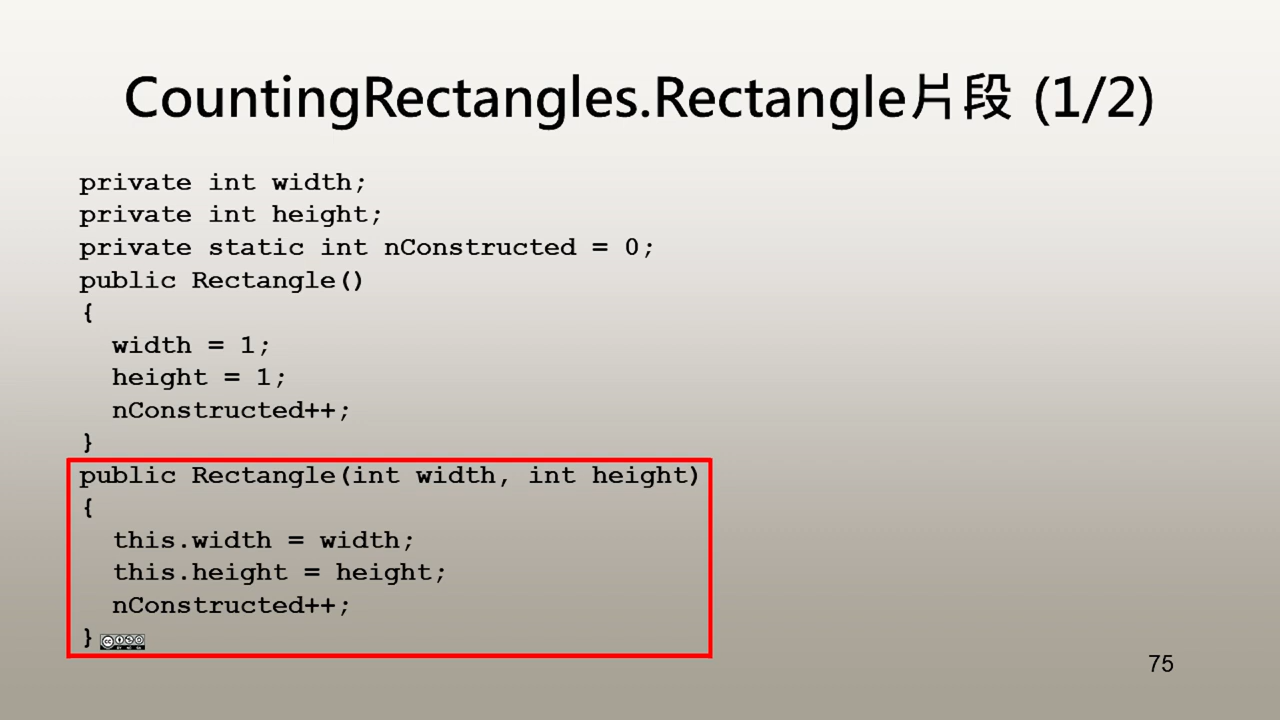 CountingRectangles.Rectangle片段 (1/2)
private int width;
private int height;
private static int nConstructed = 0;
public Rectangle()
{
  width = 1;
  height = 1;
  nConstructed++;
}
public Rectangle(int width, int height)
{
  this.width = width;
  this.height = height;
  nConstructed++;
}
75